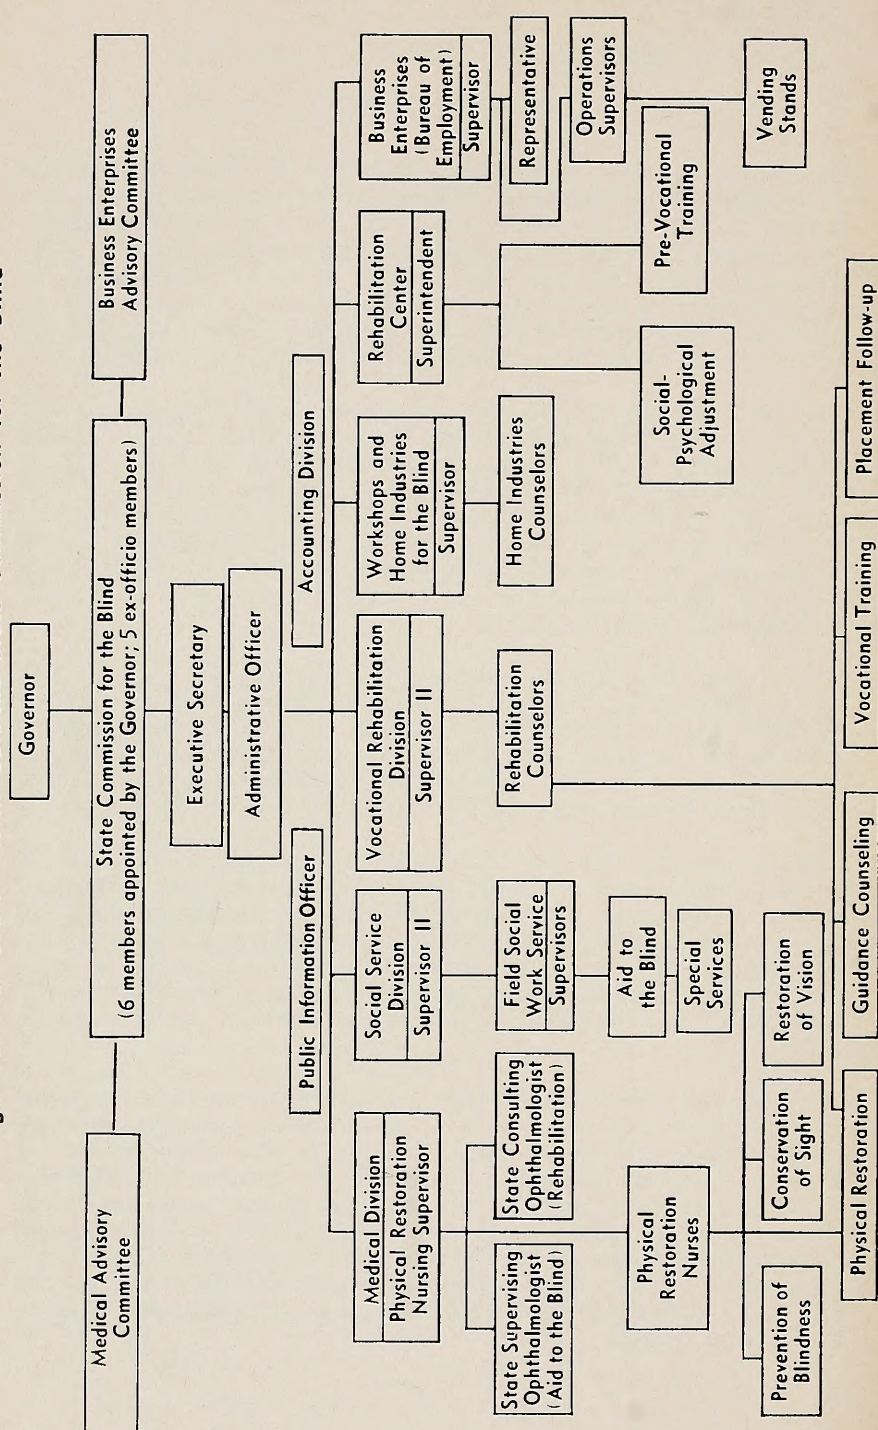 Governor
State Commission for the Blind
(6 members appointed by the Governor; 5 ex-officio members)
Medical Advisory
Committee
Business Enterprises
Advisory Committee
Executive Secretary
Administrative Officer
Public Information Officer
Accounting Division
Medical Division
Physical Restoration
Nursing Supervisor
Social Service
Division
Supervisor II
Vocational Rehabilitation
Division
Supervisor II
Workshops and
Home Industries
for the Blind
Supervisor
Rehabilitation
Center
Superintendent
Business
Enterprises
(Bureau of
Employment)
Supervisor
State Supervising
Ophthalmologist
(Aid to the Blind)
State Consulting
Ophthalmologist
(Rehabilitation)
Field Social
Work Service
Supervisors
Rehabilitation
Counselors
Home Industries
Counselors
Representative
Operations
Supervisors
Physical
Restoration
Nurses
Aid to
the Blind
Special
Services
Social-
Psychological
Adjustment
Pre-Vocational
Training
Vending
Stands
Prevention of
Blindness
Conservation
of Sight
Restoration
of Vision
Physical Restoration
Guidance Counseling
Vocational Training
Placement Follow-up